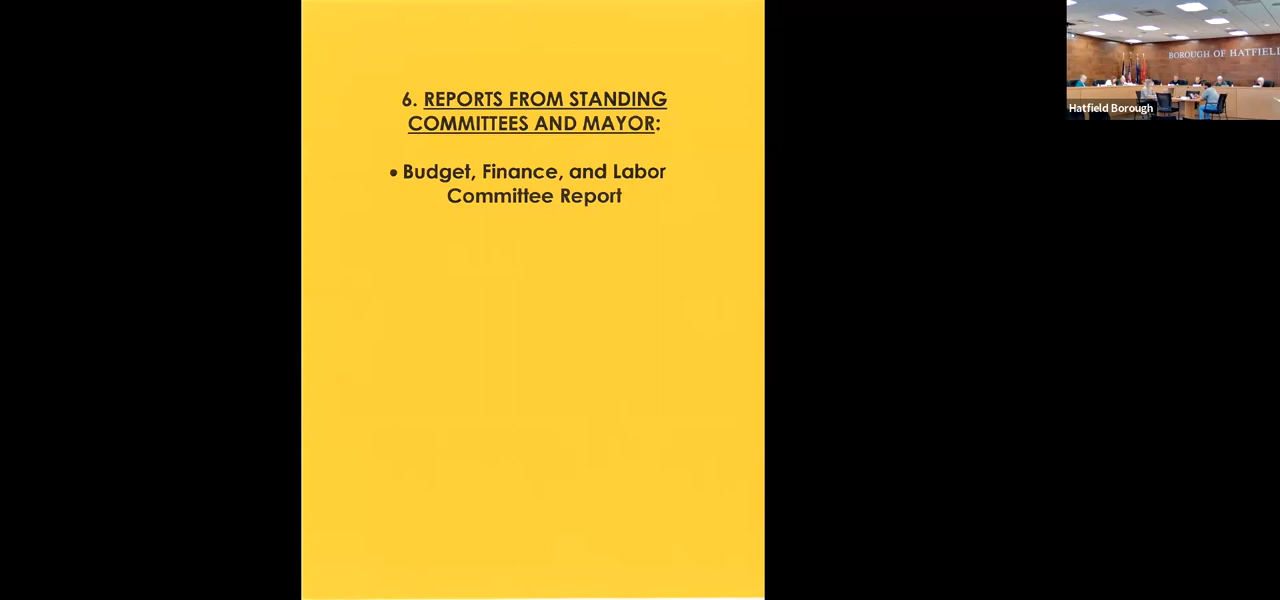 6. REPORTS FROM STANDING
COMMITTEES AND MAYOR:
• Budget, Finance, and Labor
Committee Report
BOROUGH OF HATFIELD
Hatfield Borough